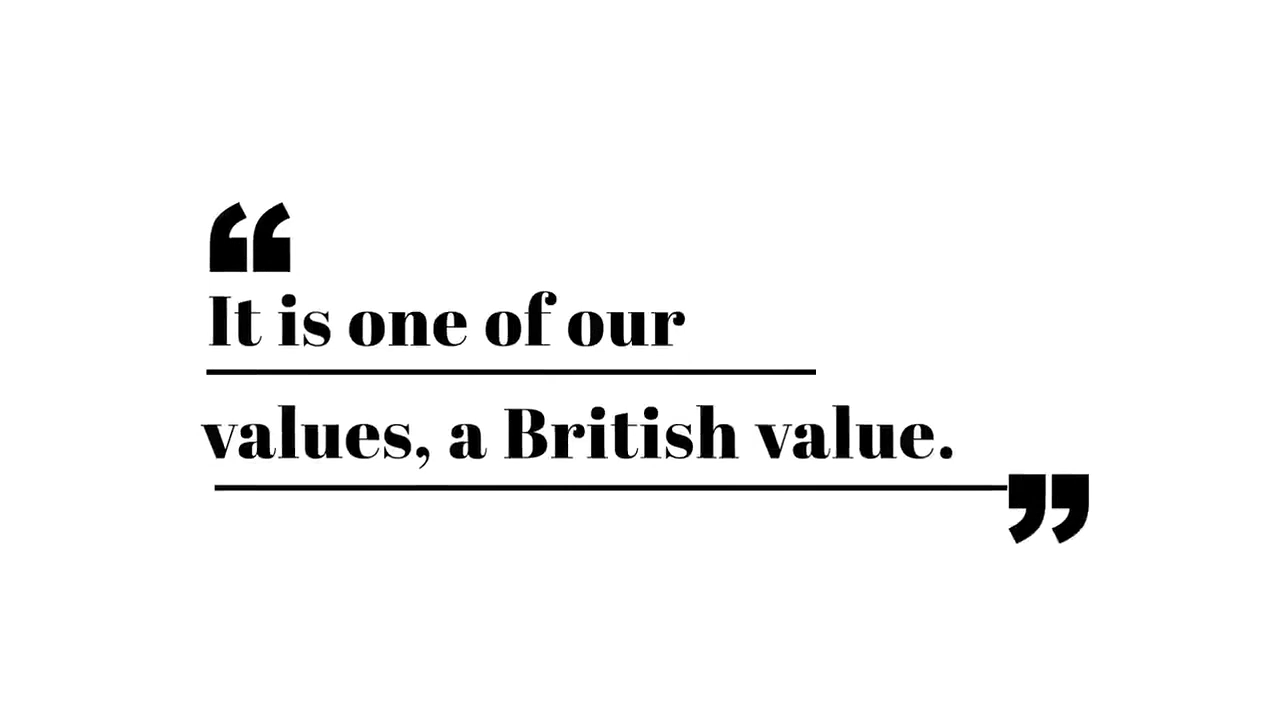 “
It is one of our
values, a British value.
”